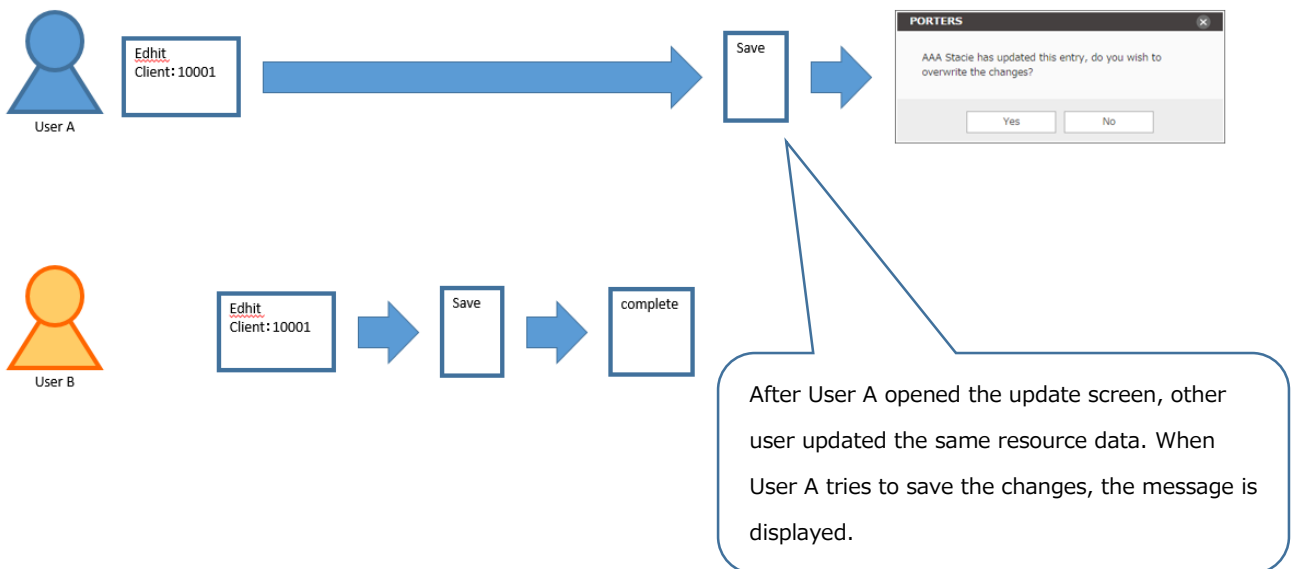 Edhit
Client:10001
User A
Save
PORTERS
AAA Stacie has updated this entry, do you wish to
overwrite the changes?
Yes
No
Edhit
Client:10001
User B
Save
complete
After User A opened the update screen, other
user updated the same resource data. When
User A tries to save the changes, the message is
displayed.